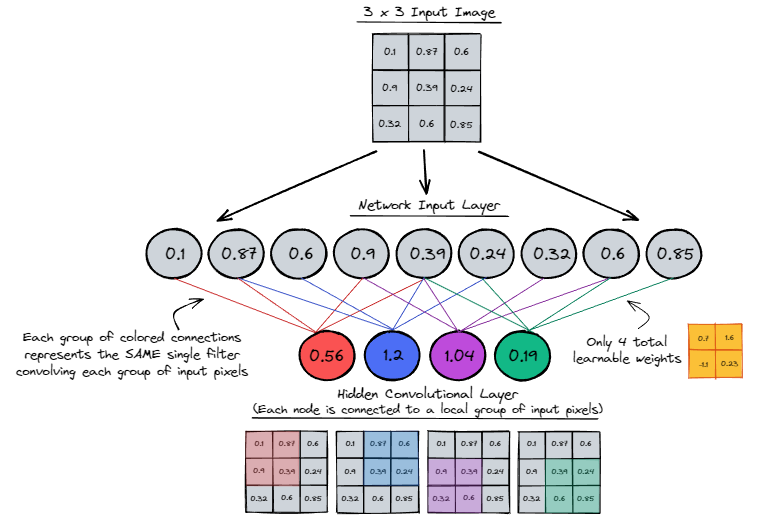 3 x 3 Input Image
0.1 0.87 0.6
0.9 0.39 0.24
0.32 0.6 0.85
Network Input Layer
0.1 0.87 0.6 0.9 0.39 0.24 0.32 0.6 0.85
Each group of colored connections
represents the SAME single filter
convolving each group of input pixels
Only 4 total
learnable weights
0.7 1.6
-1.1 0.23
0.56 1.2 1.04 0.19
Hidden Convolutional Layer
(Each node is connected to a local group of input pixels)
0.1 0.87 0.6
0.9 0.39 0.24
0.32 0.6 0.85
0.1 0.87 0.6
0.9 0.39 0.24
0.32 0.6 0.85
0.1 0.87 0.6
0.9 0.39 0.24
0.32 0.6 0.85
0.1 0.87 0.6
0.9 0.39 0.24
0.32 0.6 0.85